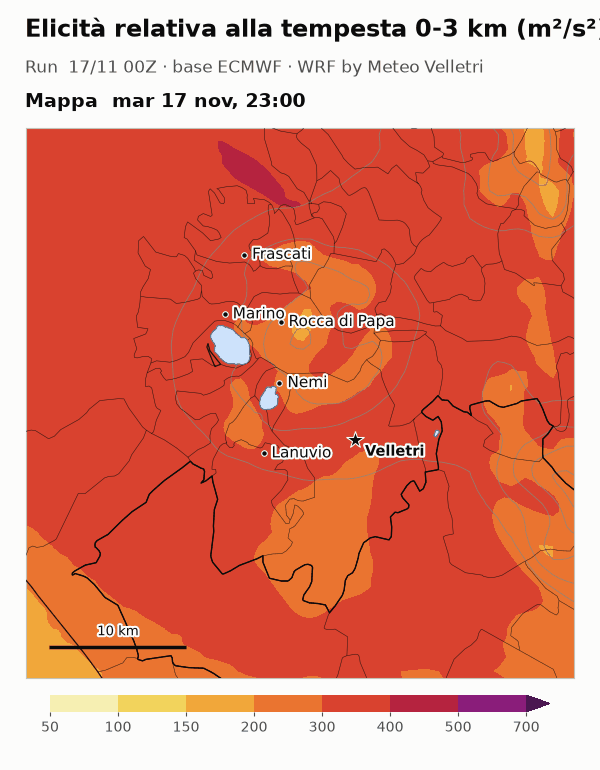 Elicità relativa alla tempesta 0-3 km (m²/s²)
Run  17/11 00Z · base ECMWF · WRF by Meteo Velletri
Mappa  mar 17 nov, 23:00
Frascati
Marino
Rocca di Papa
Nemi
Velletri
Lanuvio
10 km
50 100 150 200 300 400 500 700